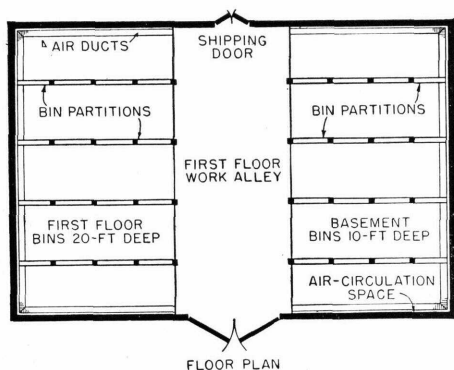 AIR DUCTS
SHIPPING
DOOR
BIN PARTITIONS
BIN PARTITIONS
FIRST FLOOR
WORK ALLEY
FIRST FLOOR
BINS 20-FT DEEP
BASEMENT
BINS 10-FT DEEP
AIR-CIRCULATION
SPACE
FLOOR PLAN